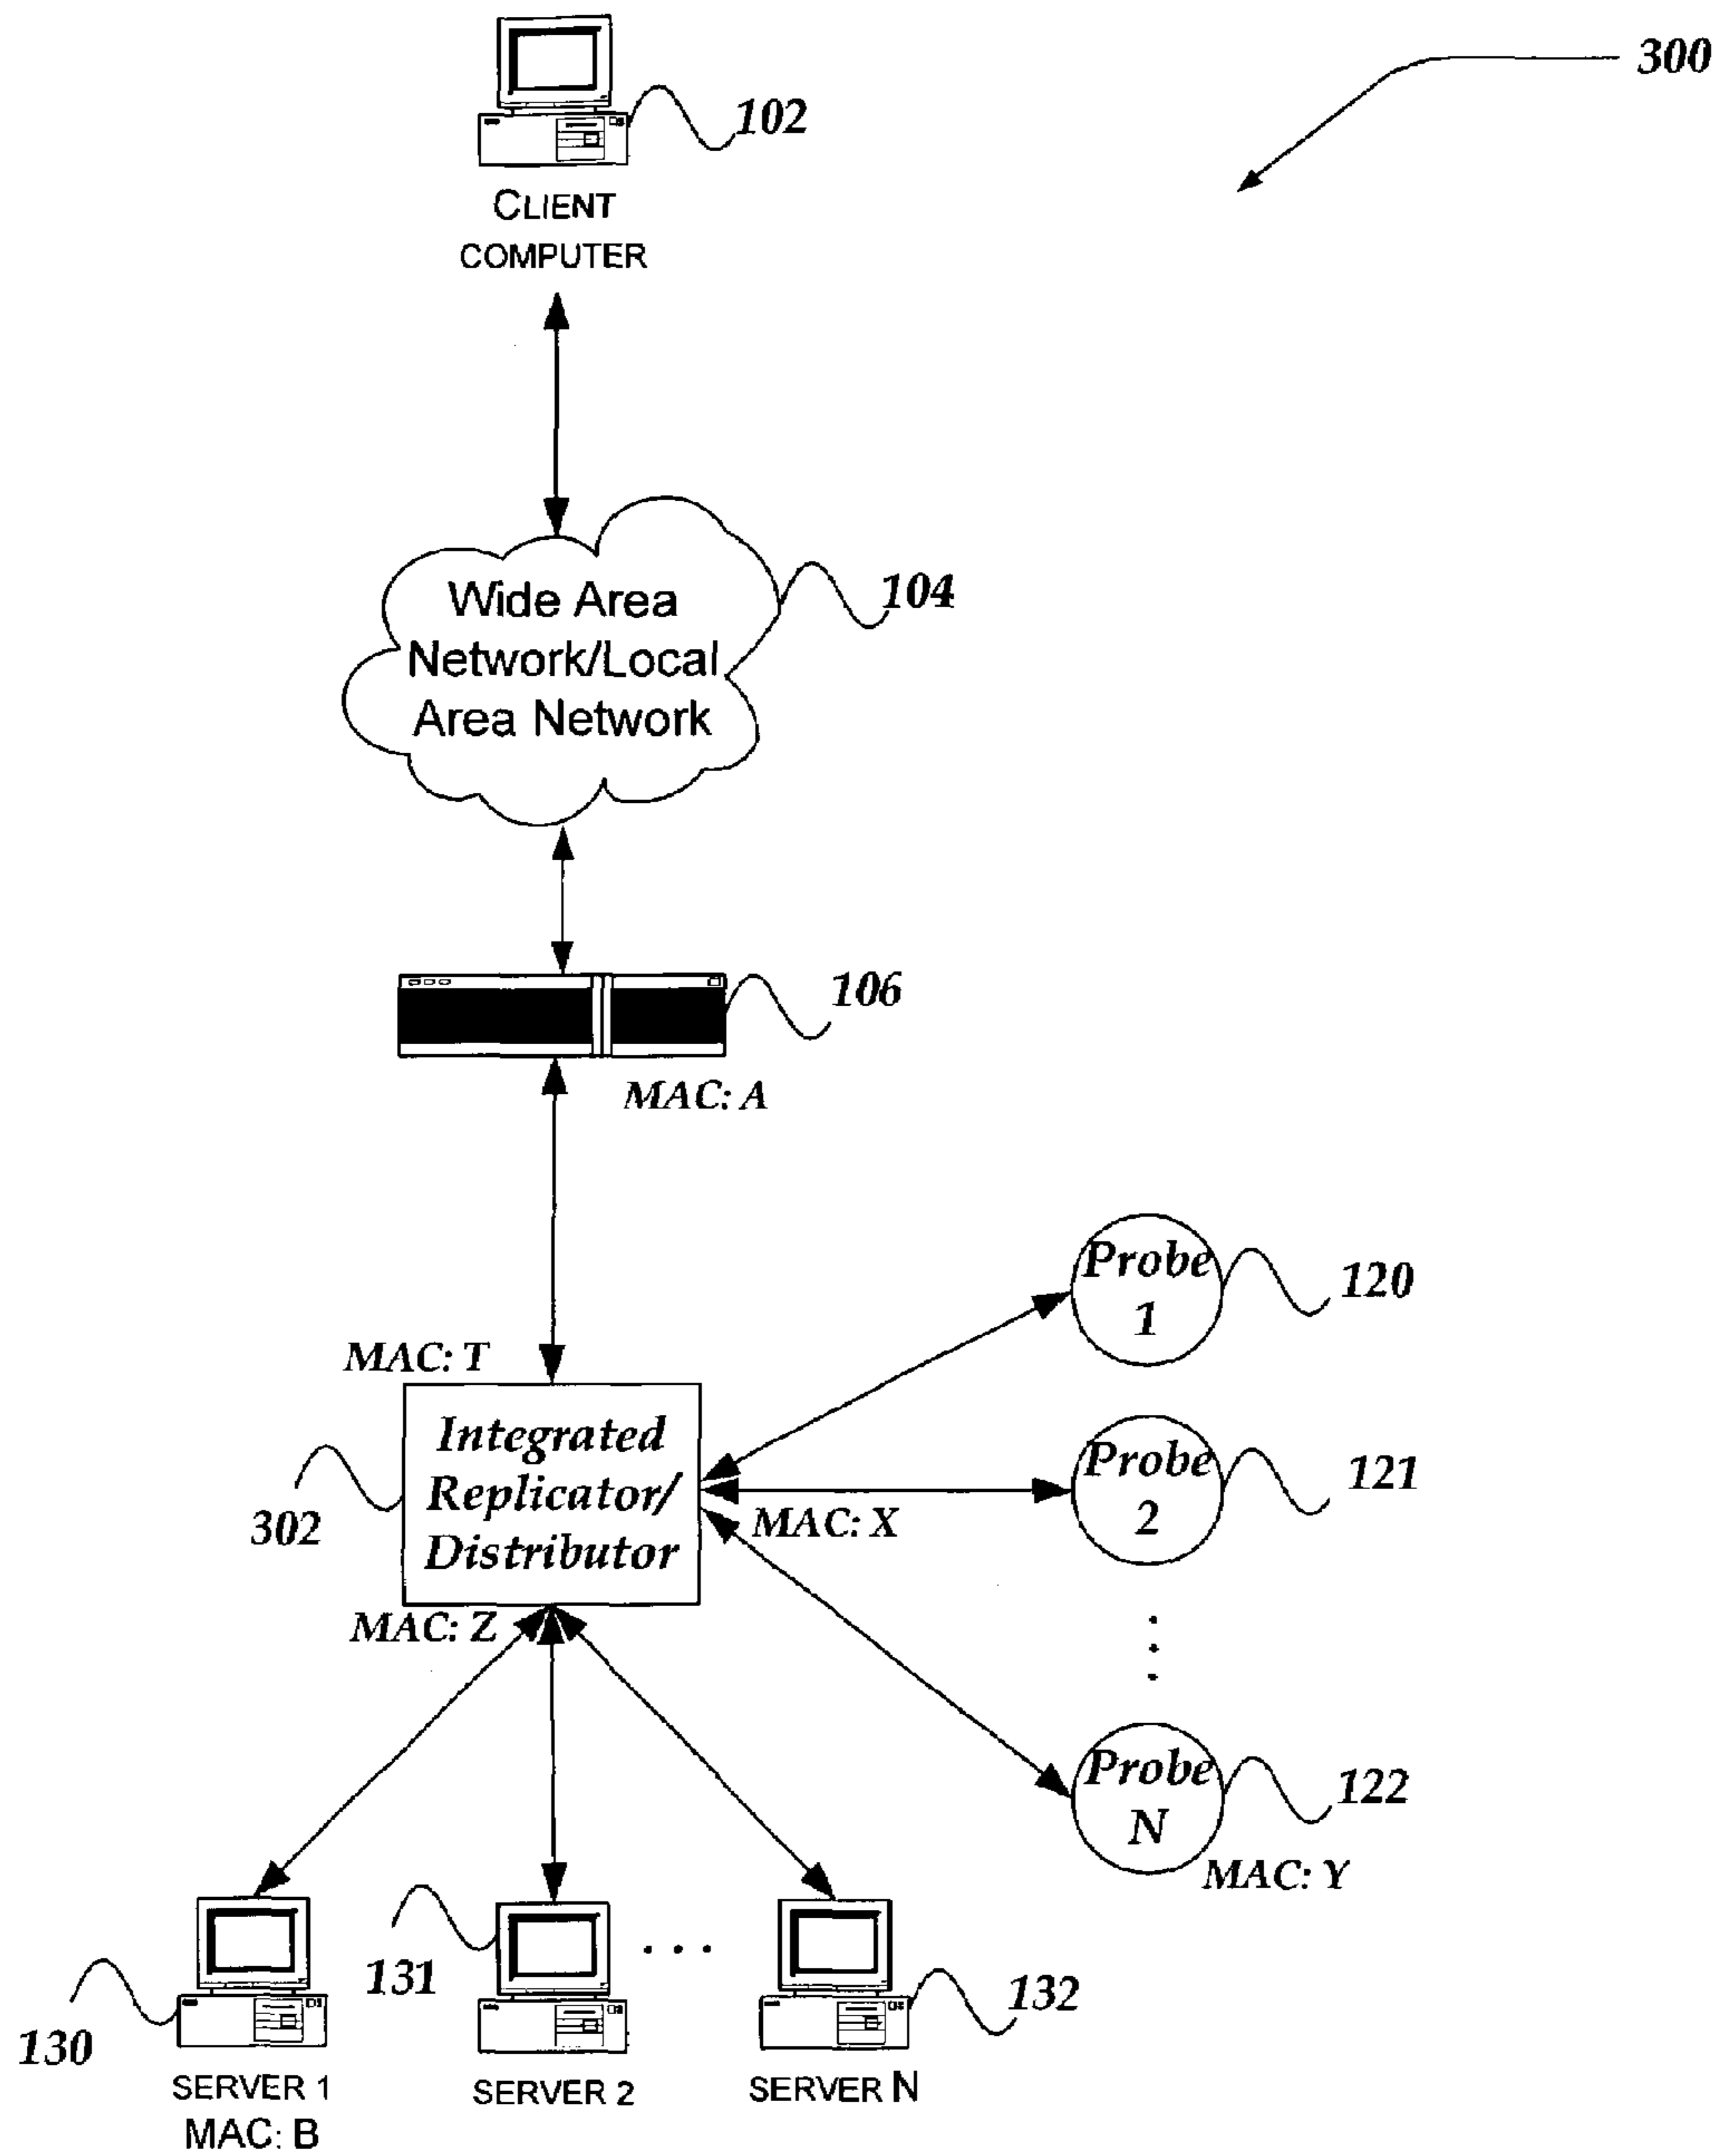 300
102
CLIENT
COMPUTER
Wide Area
Network/Local
Area Network
104
106
MAC: A
MAC: T
Integrated
Replicator/
Distributor
302
MAC: X
MAC: Z
Probe
1
120
Probe
2
121
Probe
N
122
MAC: Y
130
SERVER 1
MAC: B
131
SERVER 2
...
132
SERVER N